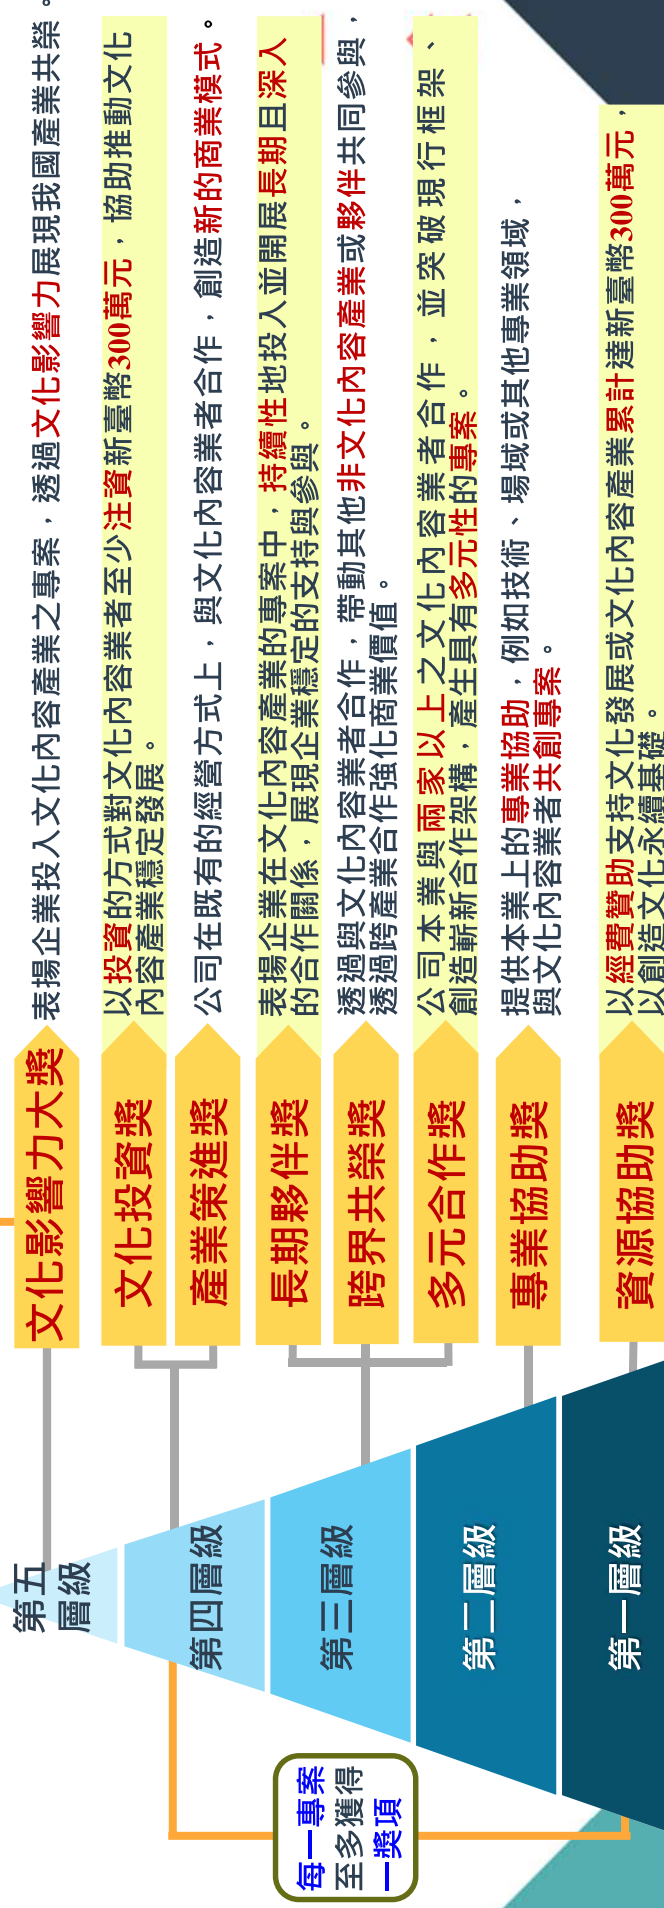 第五
層級
文化影響力大獎
表揚企業投入文化內容產業之專案，透過文化影響力展現我國產業共榮。
第四層級
文化投資獎
以投資的方式對文化內容業者至少注資新臺幣300萬元，協助推動文化
內容產業穩定發展。
產業策進獎
公司在既有的經營方式上，與文化內容業者合作，創造新的商業模式。
第三層級
長期夥伴獎
表揚企業在文化內容產業的專案中，持續性地投入並開展長期且深入
的合作關係，展現企業穩定的支持與參與。
跨界共榮獎
透過與文化內容業者合作，帶動其他非文化內容產業或夥伴共同參與，
透過跨產業合作強化商業價值。
多元合作獎
公司本業與兩家以上之文化內容業者合作，並突破現行框架、
創造嶄新合作架構，產生具有多元性的專案。
第二層級
專業協助獎
提供本業上的專業協助，例如技術、場域或其他專業領域，
與文化內容業者共創專案。
第一層級
資源協助獎
以經費贊助支持文化發展或文化內容產業累計達新臺幣300萬元，
以創造文化永續基礎。
每一專案
至多獲得
一獎項